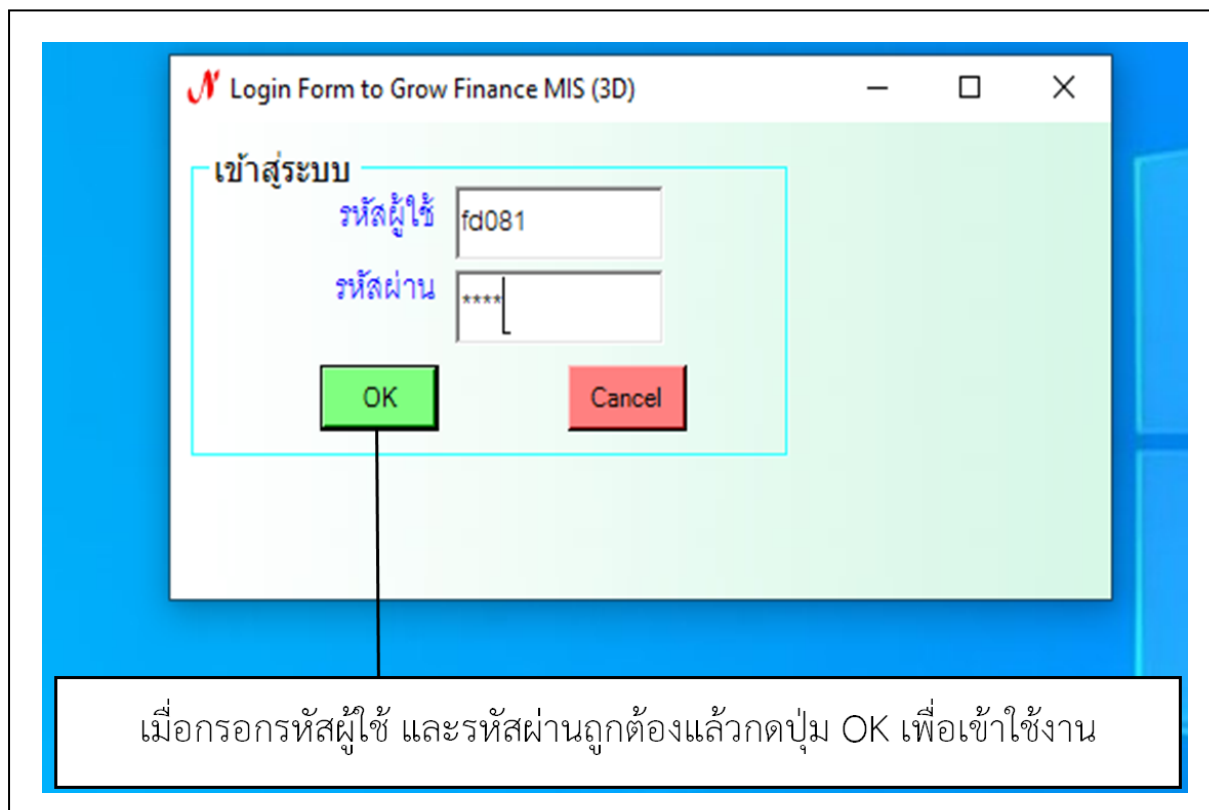 Login Form to Grow Finance MIS (3D)
เข้าสู่ระบบ
รหัสผู้ใช้ fd081
รหัสผ่าน ****
OK Cancel
เมื่อกรอกรหัสผู้ใช้ และรหัสผ่านถูกต้องแล้วกดปุ่ม OK เพื่อเข้าใช้งาน